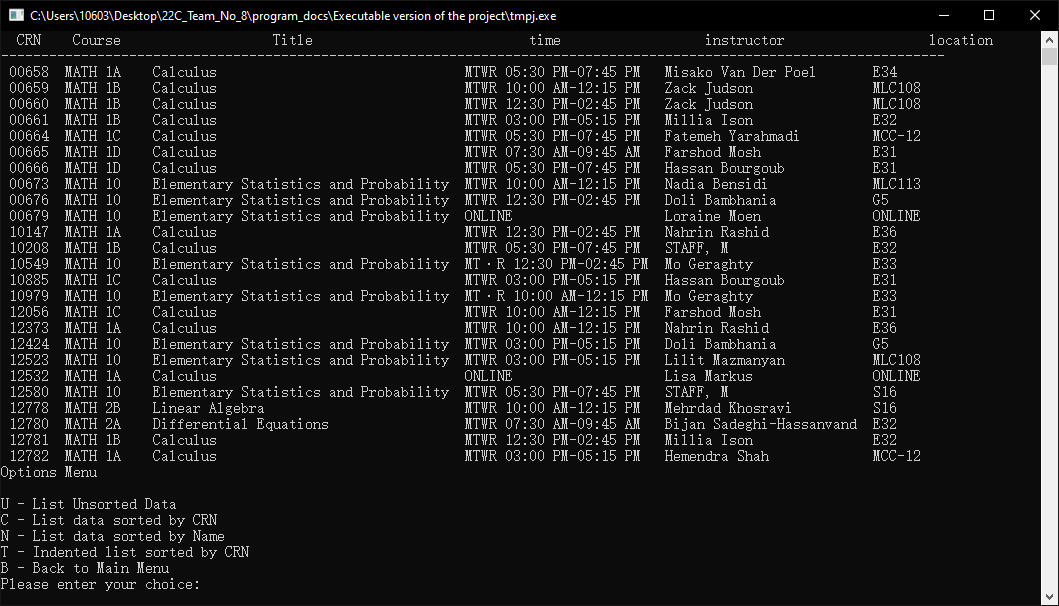 C:\Users\10603\Desktop\22C_Team_No_8\program_docs\Executable version of the project\tmpj.exe
CRN Course Title time instructor location
----------------------------------------------------------------------------------------------------------------------
00658 MATH 1A Calculus MTWR 05:30 PM-07:45 PM Misako Van Der Poel E34
00659 MATH 1B Calculus MTWR 10:00 AM-12:15 PM Zack Judson MLC108
00660 MATH 1B Calculus MTWR 12:30 PM-02:45 PM Zack Judson MLC108
00661 MATH 1B Calculus MTWR 03:00 PM-05:15 PM Millia Ison E32
00664 MATH 1C Calculus MTWR 05:30 PM-07:45 PM Fatemeh Yarahmadi MCC-12
00665 MATH 1D Calculus MTWR 07:30 AM-09:45 AM Farshod Mosh E31
00666 MATH 1D Calculus MTWR 05:30 PM-07:45 PM Hassan Bourgoub E31
00673 MATH 10 Elementary Statistics and Probability MTWR 10:00 AM-12:15 PM Nadia Bensidi MLC113
00676 MATH 10 Elementary Statistics and Probability MTWR 12:30 PM-02:45 PM Doli Bambhania G5
00679 MATH 10 Elementary Statistics and Probability ONLINE Loraine Moen ONLINE
10147 MATH 1A Calculus MTWR 12:30 PM-02:45 PM Nahrin Rashid E36
10208 MATH 1B Calculus MTWR 05:30 PM-07:45 PM STAFF, M E32
10549 MATH 10 Elementary Statistics and Probability MT·R 12:30 PM-02:45 PM Mo Geraghty E33
10885 MATH 1C Calculus MTWR 03:00 PM-05:15 PM Hassan Bourgoub E31
10979 MATH 10 Elementary Statistics and Probability MT·R 10:00 AM-12:15 PM Mo Geraghty E33
12056 MATH 1C Calculus MTWR 10:00 AM-12:15 PM Farshod Mosh E31
12373 MATH 1A Calculus MTWR 10:00 AM-12:15 PM Nahrin Rashid E36
12424 MATH 10 Elementary Statistics and Probability MTWR 03:00 PM-05:15 PM Doli Bambhania G5
12523 MATH 10 Elementary Statistics and Probability MTWR 03:00 PM-05:15 PM Lilit Mazmanyan MLC108
12532 MATH 1A Calculus ONLINE Lisa Markus ONLINE
12580 MATH 10 Elementary Statistics and Probability MTWR 05:30 PM-07:45 PM STAFF, M S16
12778 MATH 2B Linear Algebra MTWR 10:00 AM-12:15 PM Mehrdad Khosravi S16
12780 MATH 2A Differential Equations MTWR 07:30 AM-09:45 AM Bijan Sadeghi-Hassanvand E32
12781 MATH 1B Calculus MTWR 12:30 PM-02:45 PM Millia Ison E32
12782 MATH 1A Calculus MTWR 03:00 PM-05:15 PM Hemendra Shah MCC-12
Options Menu
U - List Unsorted Data
C - List data sorted by CRN
N - List data sorted by Name
T - Indented list sorted by CRN
B - Back to Main Menu
Please enter your choice: